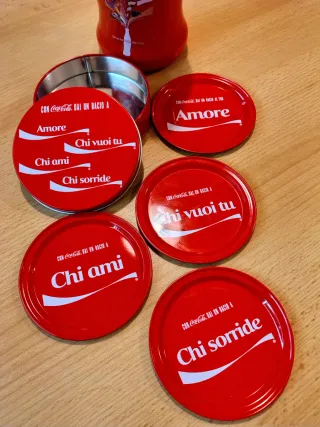 CON Coca-Cola DAI UN BACIO A
Amore
Chi vuoi tu
Chi ami
Chi sorride
CON Coca-Cola DAI UN BACIO AL TUO
Amore
CON Coca-Cola DAI UN BACIO A
Chi vuoi tu
CON Coca-Cola DAI UN BACIO A
Chi ami
CON Coca-Cola DAI UN BACIO A
Chi sorride